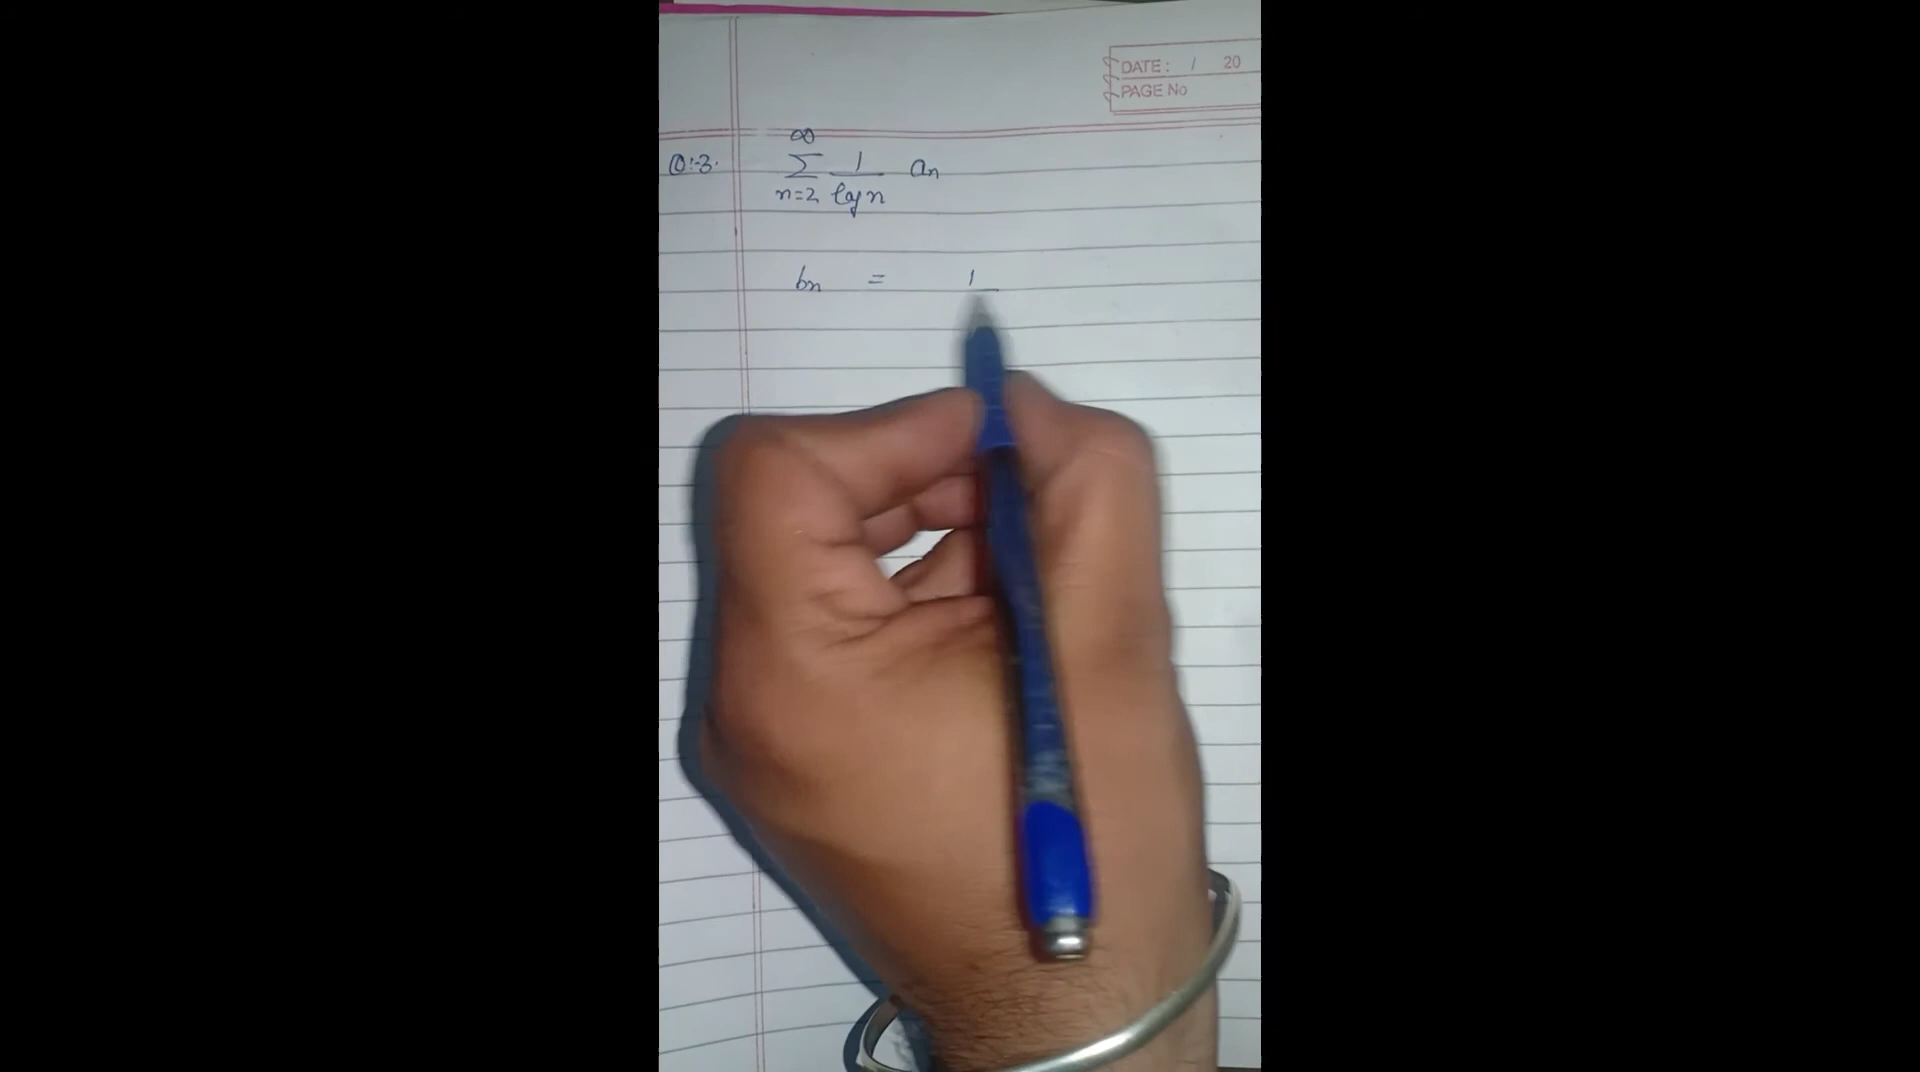 DATE: / 20
PAGE No
Q:-3. ∞ Σ n=2 1/log n an
bn = 1